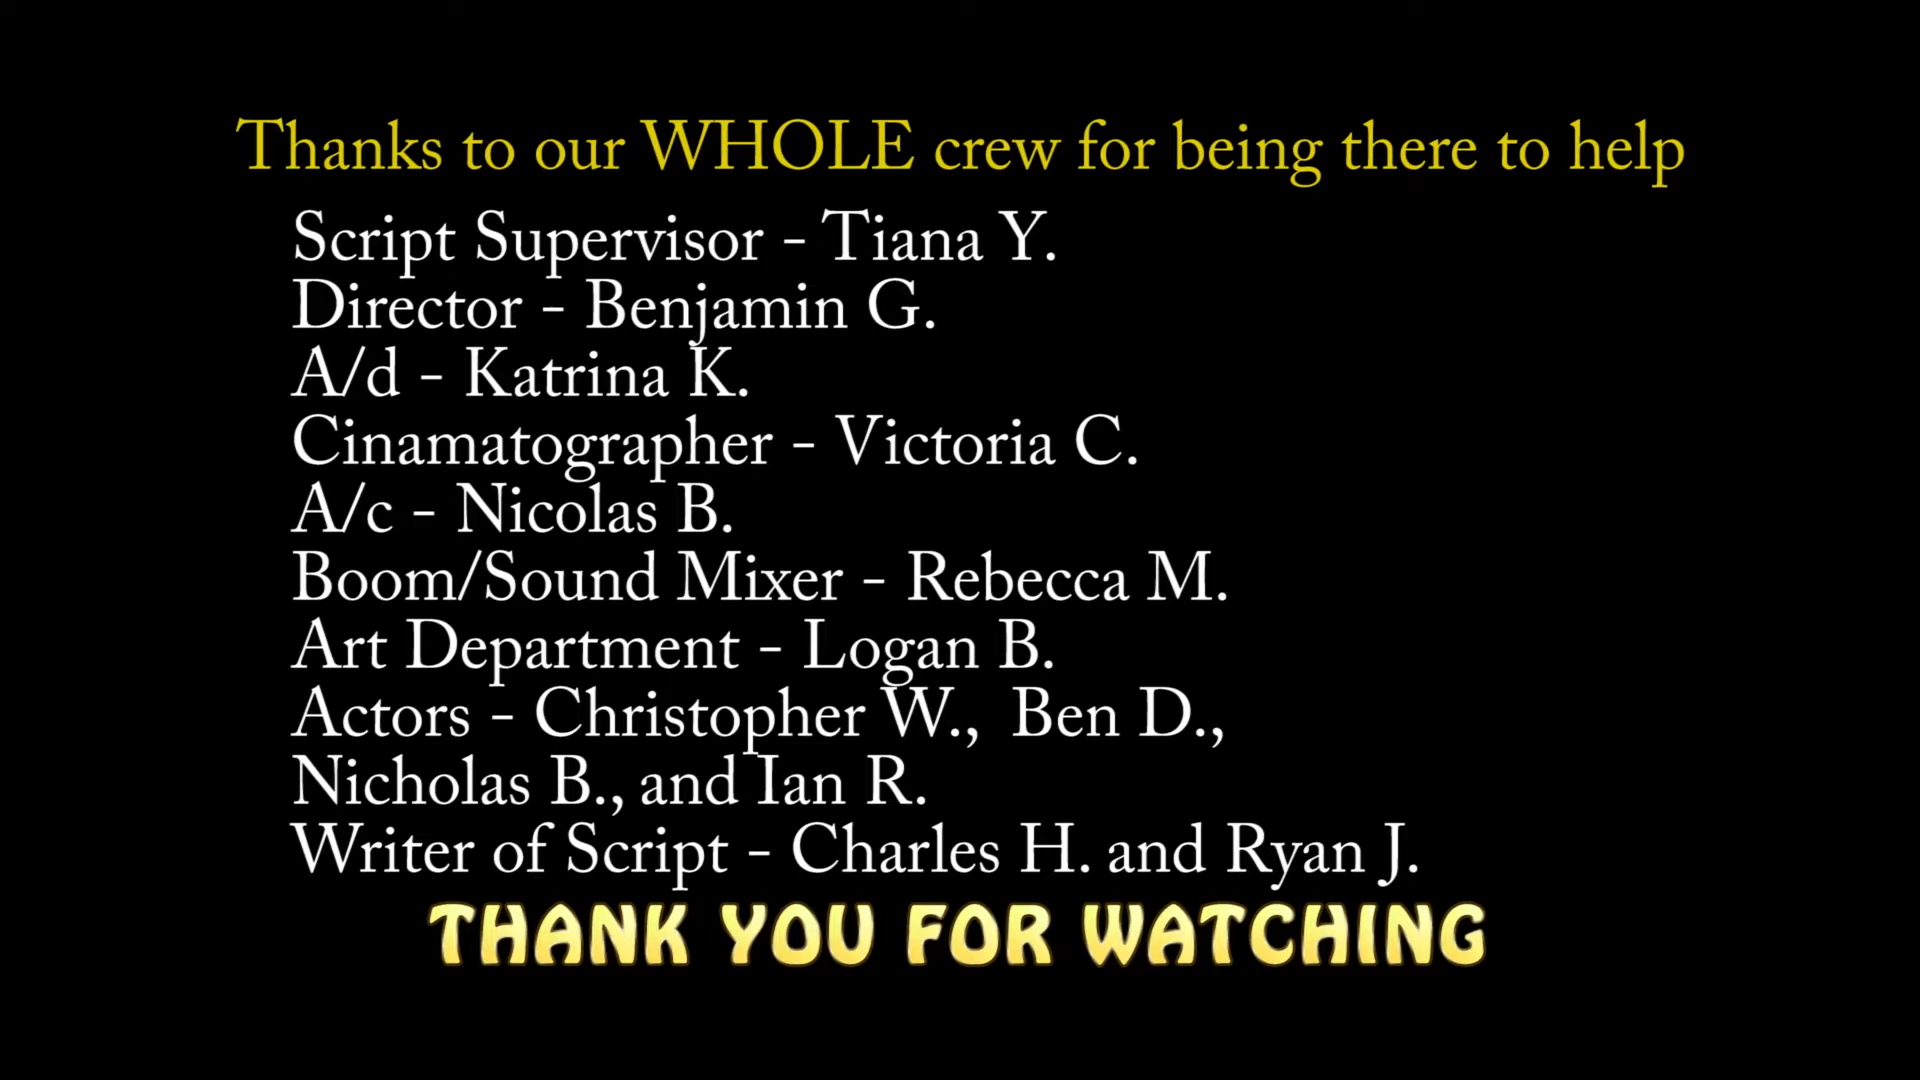 Thanks to our WHOLE crew for being there to help
Script Supervisor - Tiana Y.
Director - Benjamin G.
A/d - Katrina K.
Cinamatographer - Victoria C.
A/c - Nicolas B.
Boom/Sound Mixer - Rebecca M.
Art Department - Logan B.
Actors - Christopher W., Ben D.,
Nicholas B., and Ian R.
Writer of Script - Charles H. and Ryan J.
THANK YOU FOR WATCHING